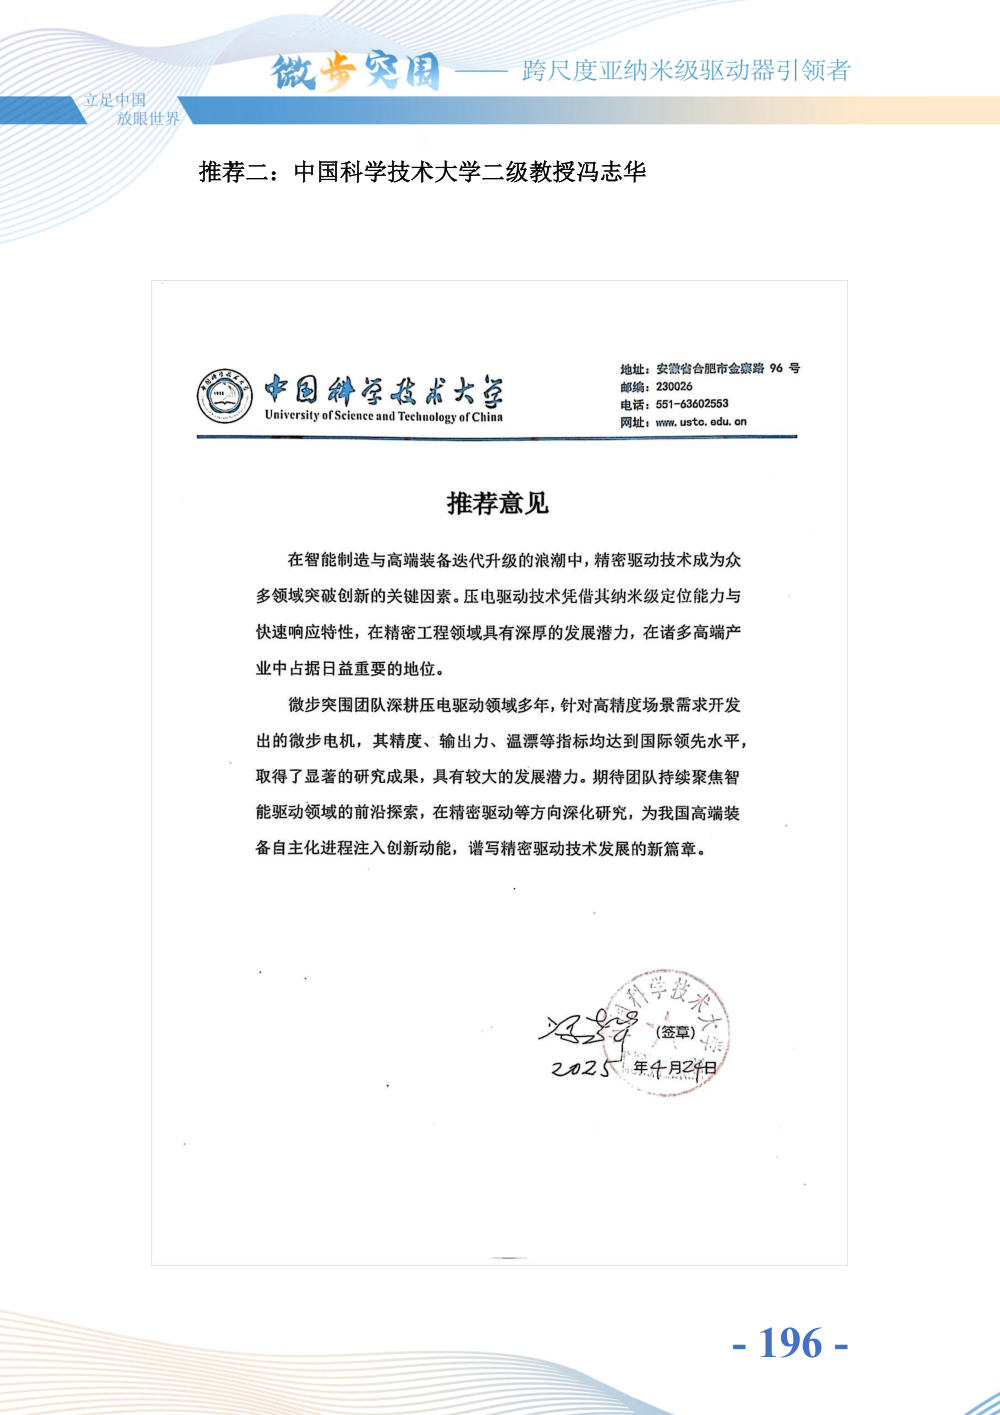 微步突围 —— 跨尺度亚纳米级驱动器引领者
立足中国
放眼世界
推荐二：中国科学技术大学二级教授冯志华
中国科学技术大学
University of Science and Technology of China
地址：安徽省合肥市金寨路 96 号
邮编：230026
电话：551-63602553
网址：www.ustc.edu.cn
推荐意见
在智能制造与高端装备迭代升级的浪潮中，精密驱动技术成为众
多领域突破创新的关键因素。压电驱动技术凭借其纳米级定位能力与
快速响应特性，在精密工程领域具有深厚的发展潜力，在诸多高端产
业中占据日益重要的地位。
微步突围团队深耕压电驱动领域多年，针对高精度场景需求开发
出的微步电机，其精度、输出力、温漂等指标均达到国际领先水平，
取得了显著的研究成果，具有较大的发展潜力。期待团队持续聚焦智
能驱动领域的前沿探索，在精密驱动等方向深化研究，为我国高端装
备自主化进程注入创新动能，谱写精密驱动技术发展的新篇章。
国科学技术大学
冯志华 （签章）
2025 年4月24日
- 196 -